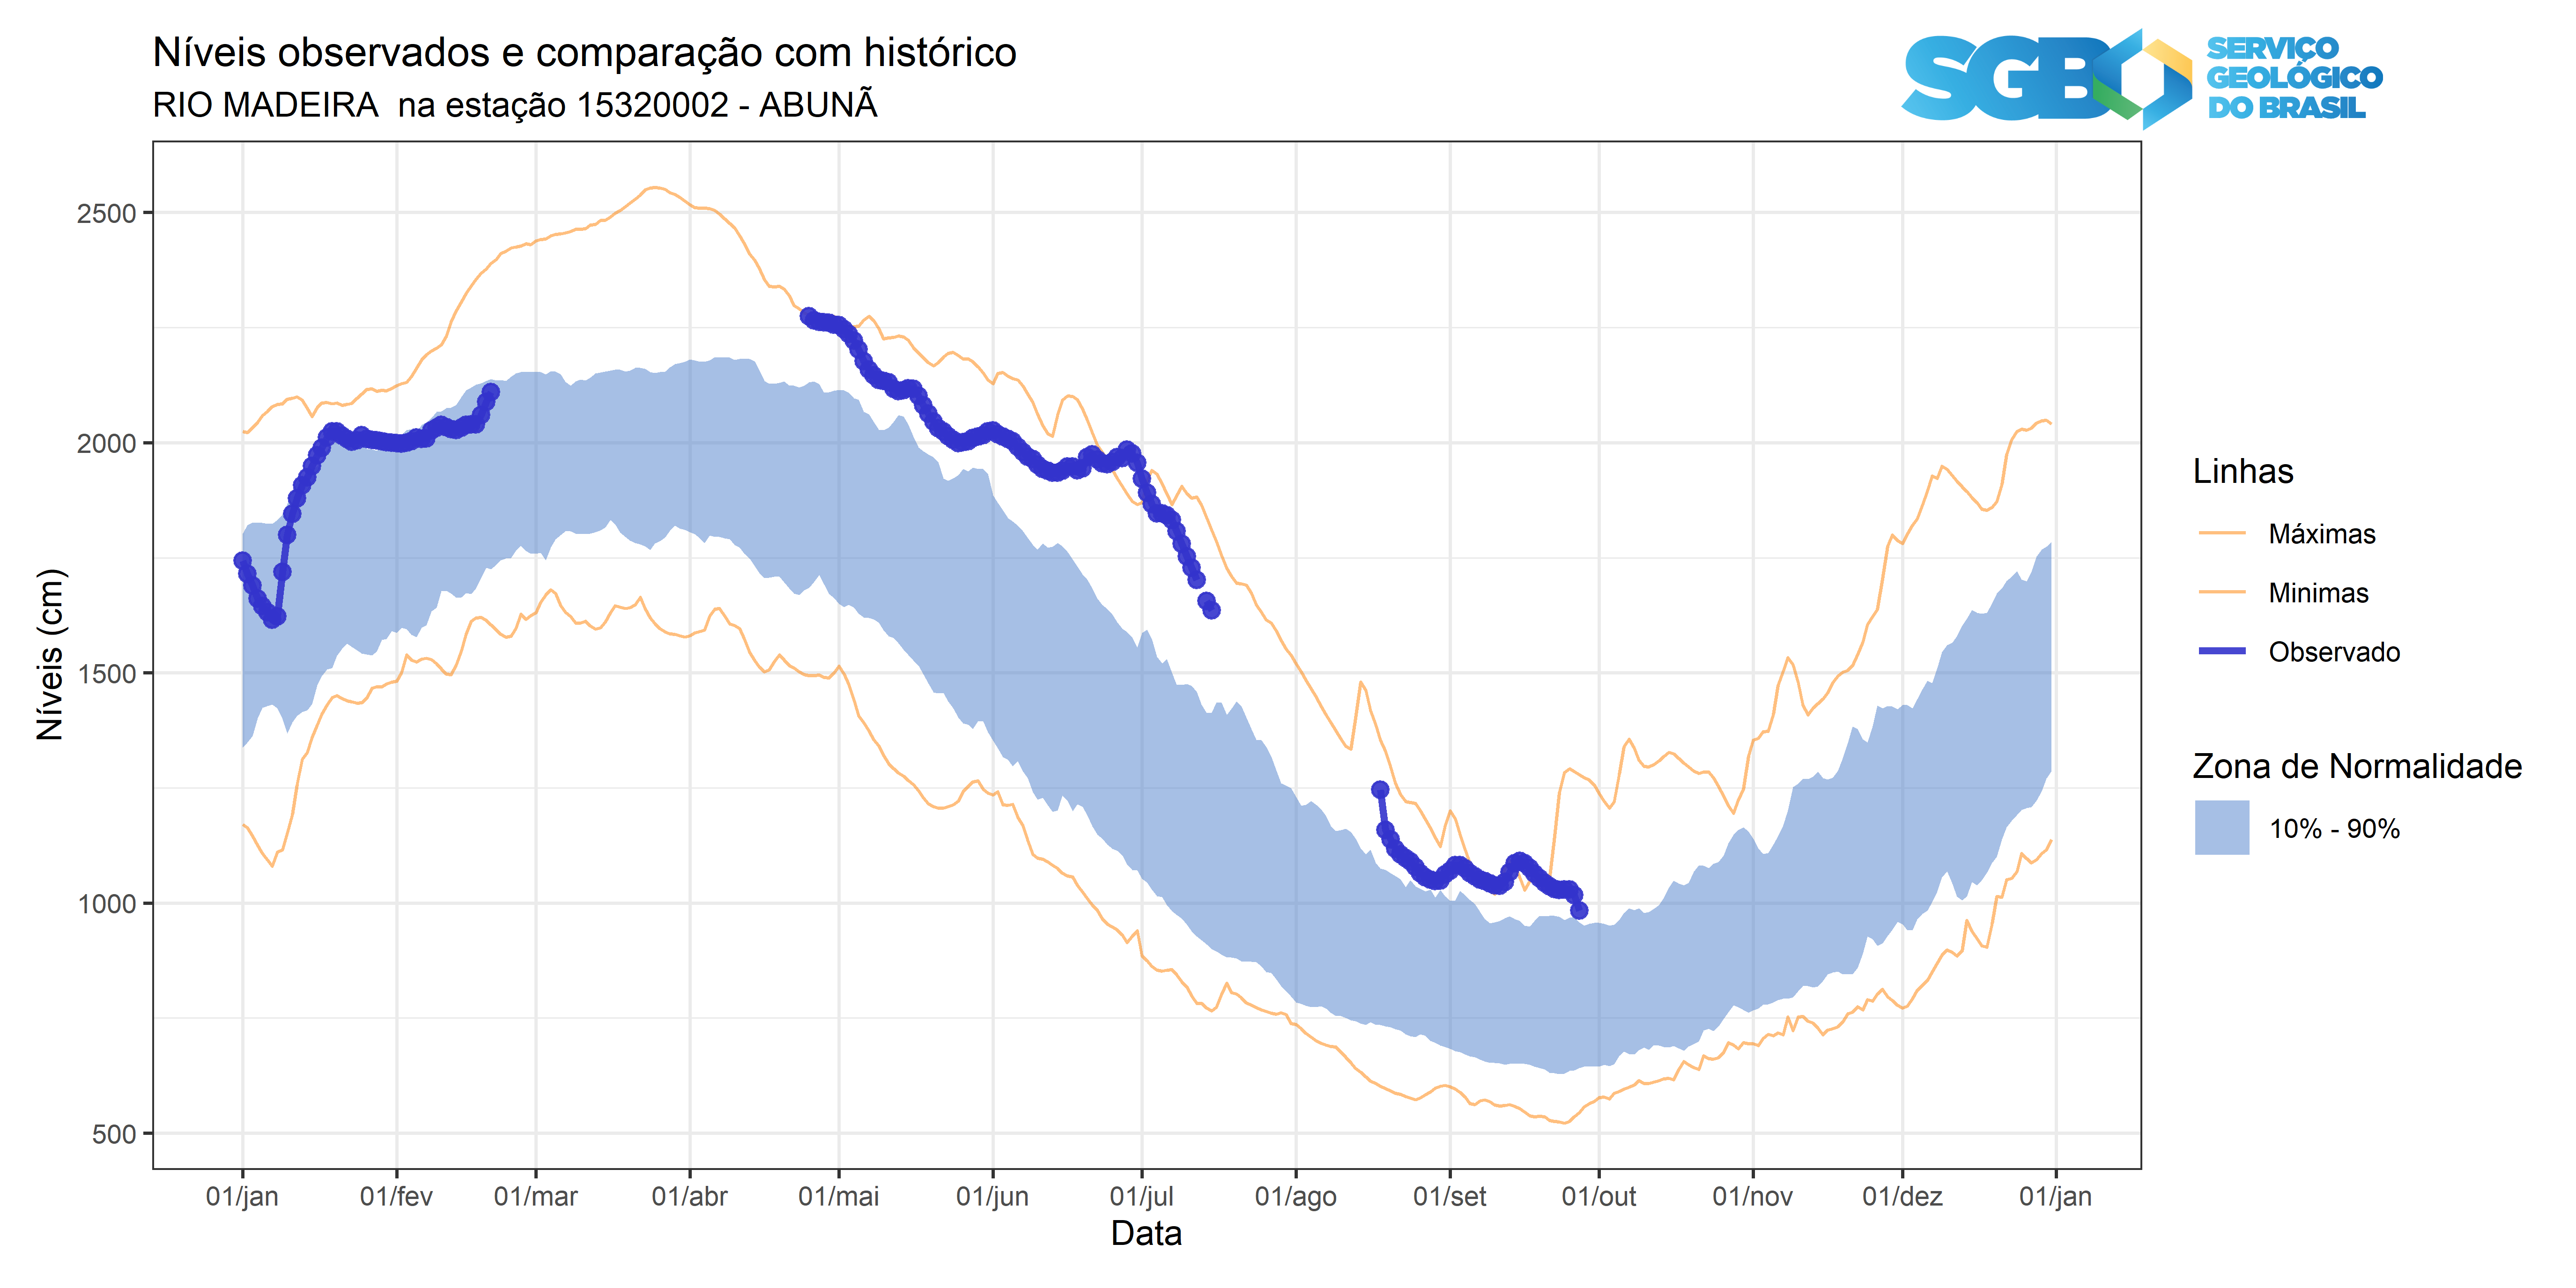 Níveis observados e comparação com histórico
RIO MADEIRA  na estação 15320002 - ABUNÃ
SGB
SERVIÇO
GEOLÓGICO
DO BRASIL
Níveis (cm)
2500
2000
1500
1000
500
01/jan
01/fev
01/mar
01/abr
01/mai
01/jun
01/jul
01/ago
01/set
01/out
01/nov
01/dez
01/jan
Data
Linhas
Máximas
Minimas
Observado
Zona de Normalidade
10% - 90%